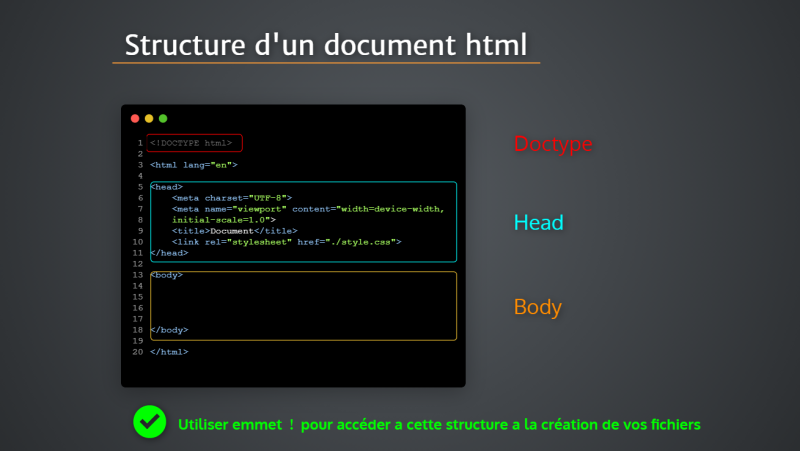 Structure d'un document html
1 <!DOCTYPE html>
2
3 <html lang="en">
4
5 <head>
6 <meta charset="UTF-8">
7 <meta name="viewport" content="width=device-width,
8 initial-scale=1.0">
9 <title>Document</title>
10 <link rel="stylesheet" href="./style.css">
11 </head>
12
13 <body>
14
15
16
17
18 </body>
19
20 </html>
Doctype
Head
Body
Utiliser emmet ! pour accéder a cette structure a la création de vos fichiers